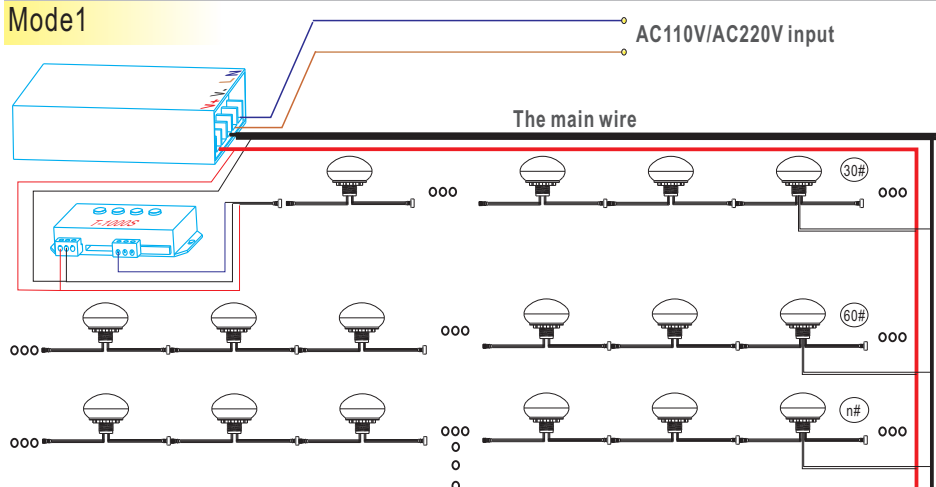 Mode1
AC110V/AC220V input
The main wire
30#
T-1000S
60#
n#